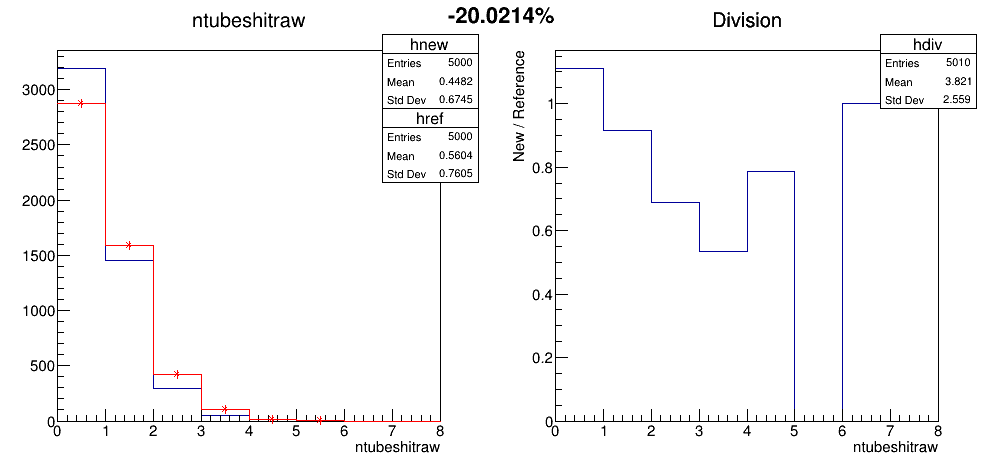 -20.0214%
ntubeshitraw
hnew
Entries 5000
Mean 0.4482
Std Dev 0.6745
href
Entries 5000
Mean 0.5604
Std Dev 0.7605
3000
2500
2000
1500
1000
500
0
0 1 2 3 4 5 6 7 8
ntubeshitraw
Division
hdiv
Entries 5010
Mean 3.821
Std Dev 2.559
New / Reference
1
0.8
0.6
0.4
0.2
0
0 1 2 3 4 5 6 7 8
ntubeshitraw